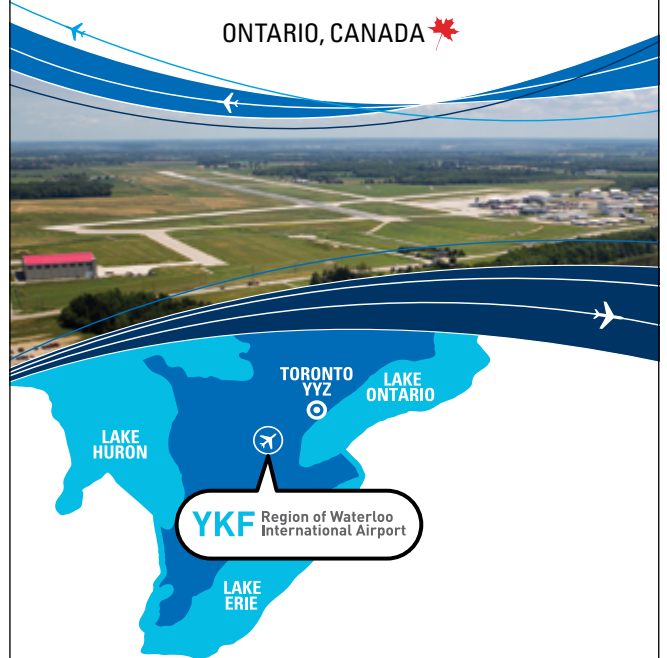 ONTARIO, CANADA
TORONTO
YYZ
LAKE
ONTARIO
LAKE
HURON
YKF Region of Waterloo
International Airport
LAKE
ERIE